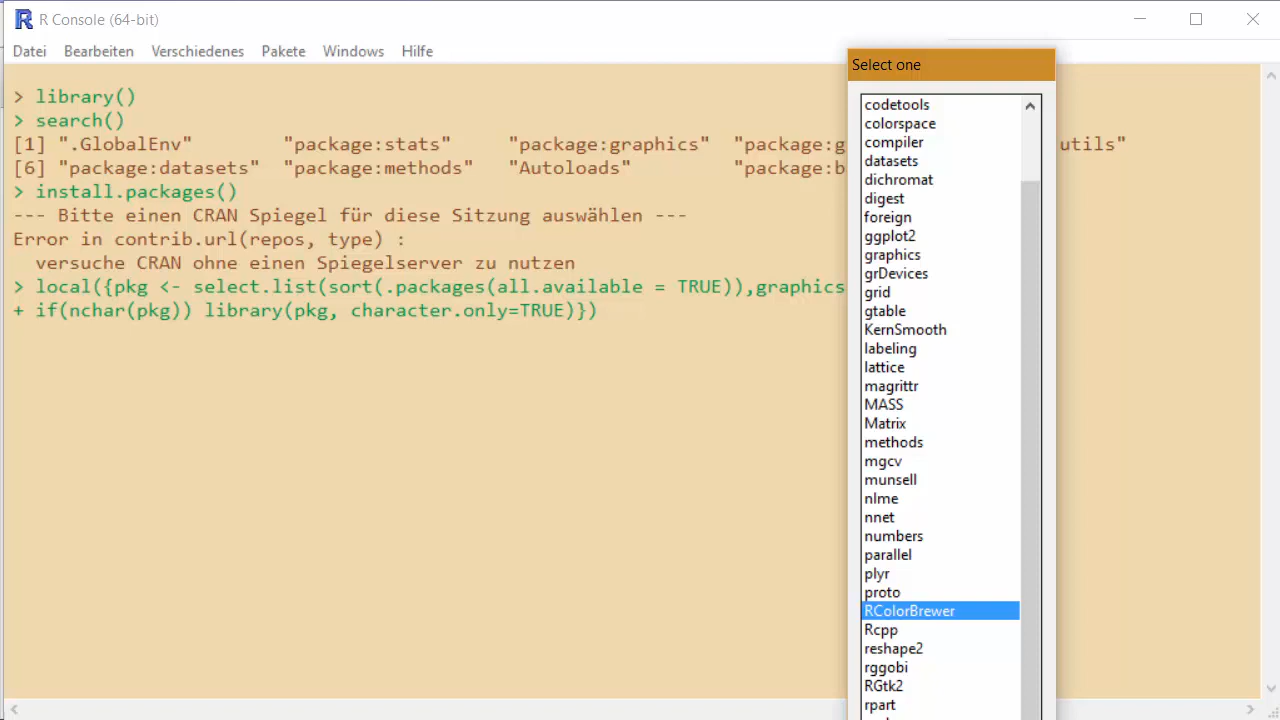 R Console (64-bit)
Datei Bearbeiten Verschiedenes Pakete Windows Hilfe
> library()
> search()
[1] ".GlobalEnv" "package:stats" "package:graphics" "package:g utils"
[6] "package:datasets" "package:methods" "Autoloads" "package:b
> install.packages()
--- Bitte einen CRAN Spiegel für diese Sitzung auswählen ---
Error in contrib.url(repos, type) :
versuche CRAN ohne einen Spiegelserver zu nutzen
> local({pkg <- select.list(sort(.packages(all.available = TRUE)),graphics
+ if(nchar(pkg)) library(pkg, character.only=TRUE)})
Select one
codetools
colorspace
compiler
datasets
dichromat
digest
foreign
ggplot2
graphics
grDevices
grid
gtable
KernSmooth
labeling
lattice
magrittr
MASS
Matrix
methods
mgcv
munsell
nlme
nnet
numbers
parallel
plyr
proto
RColorBrewer
Rcpp
reshape2
rggobi
RGtk2
rpart